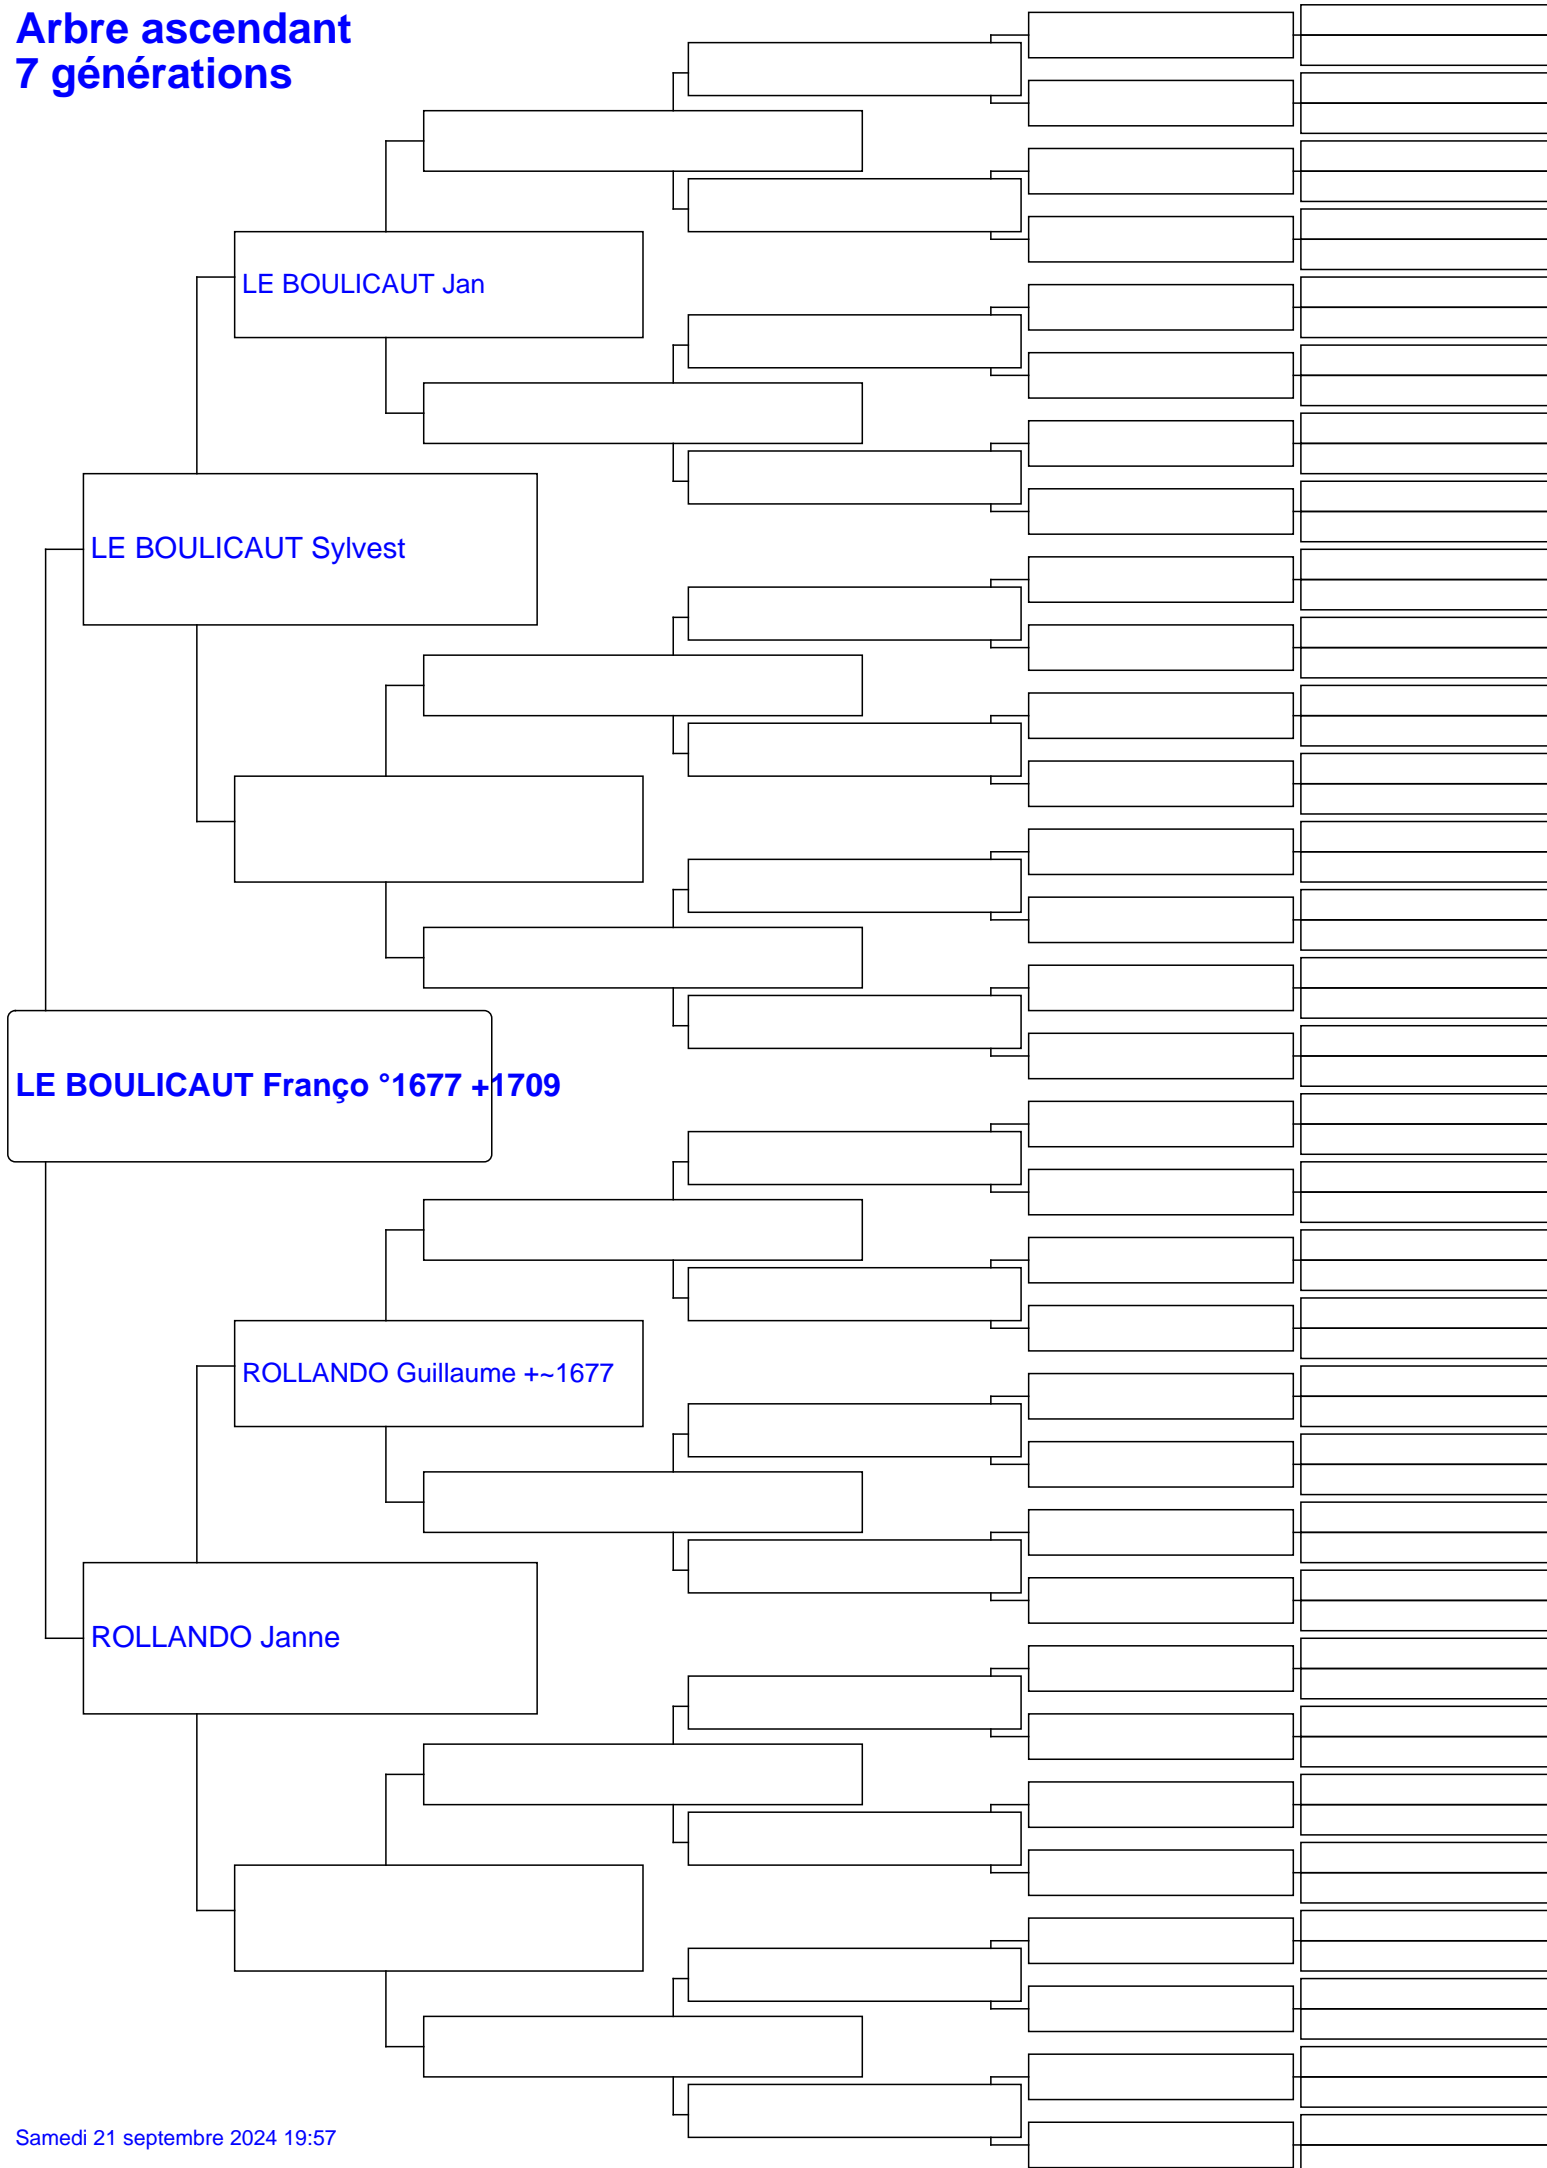 Arbre ascendant
7 générations
LE BOULICAUT Jan
LE BOULICAUT Sylvest
LE BOULICAUT Franço °1677 +1709
ROLLANDO Guillaume +~1677
ROLLANDO Janne
Samedi 21 septembre 2024 19:57